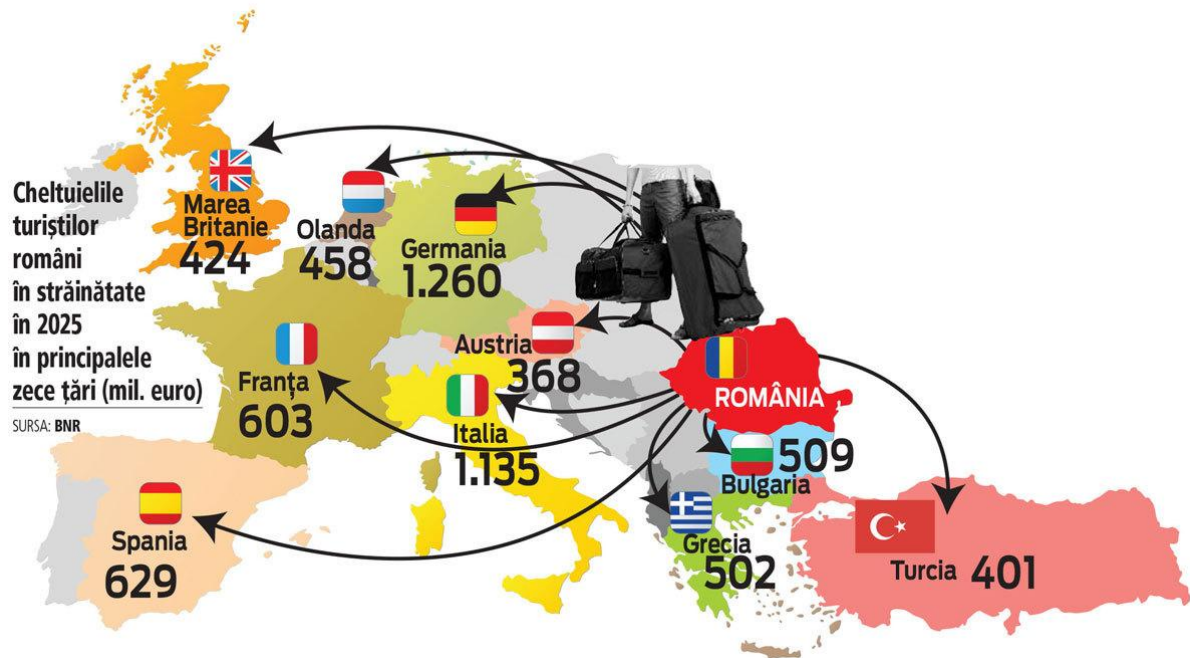 Cheltuielile
turiștilor
români
în străinătate
în 2025
în principalele
zece țări (mil. euro)
SURSA: BNR
Marea
Britanie
424
Olanda
458
Germania
1.260
Austria
368
Franța
603
Italia
1.135
ROMÂNIA
509
Bulgaria
Spania
629
Grecia
502
Turcia 401